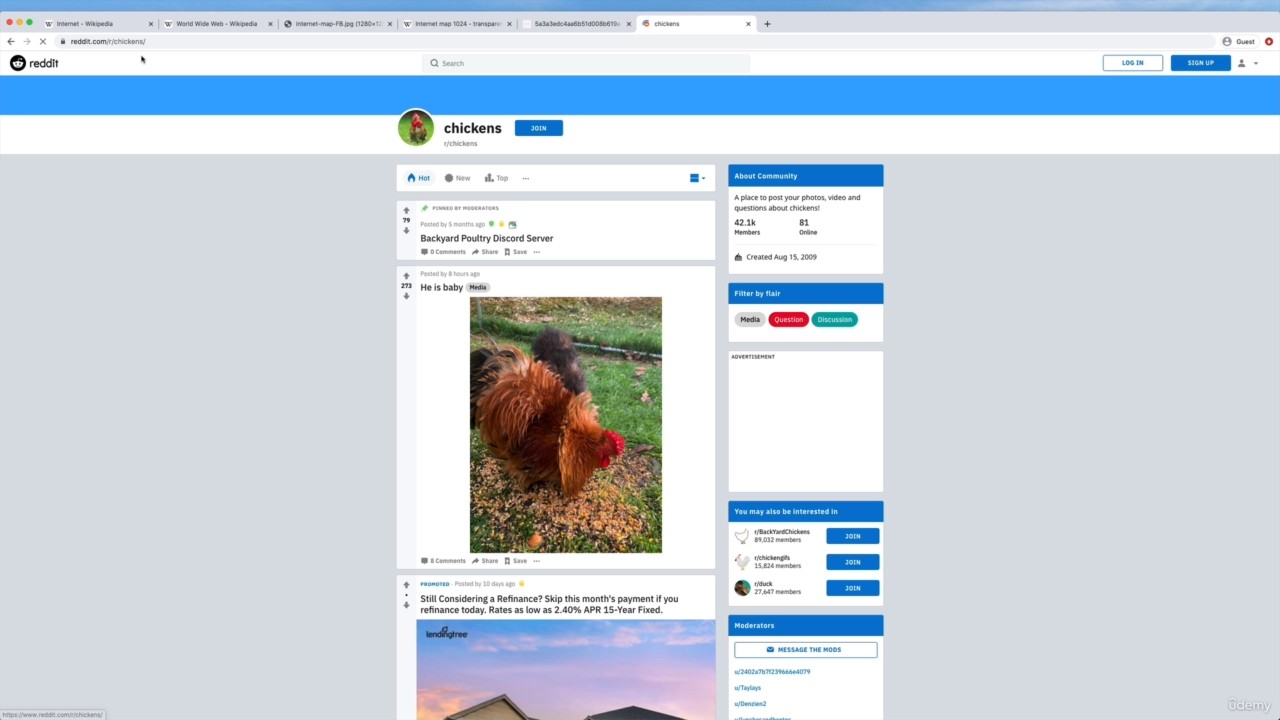 Internet - Wikipedia
World Wide Web - Wikipedia
Internet-map-FB.jpg (1280×12
Internet map 1024 - transparen
5a3a3edc4aa6b51d008b619a
chickens
reddit.com/r/chickens/
Guest
reddit
Search
LOG IN
SIGN UP
chickens
JOIN
r/chickens
Hot
New
Top
PINNED BY MODERATORS
79
Posted by 5 months ago
Backyard Poultry Discord Server
0 Comments Share Save
Posted by 8 hours ago
273
He is baby Media
8 Comments Share Save
PROMOTED · Posted by 10 days ago
Still Considering a Refinance? Skip this month's payment if you
refinance today. Rates as low as 2.40% APR 15-Year Fixed.
lendingtree
About Community
A place to post your photos, video and
questions about chickens!
42.1k 81
Members Online
Created Aug 15, 2009
Filter by flair
Media Question Discussion
ADVERTISEMENT
You may also be interested in
r/BackYardChickens
89,032 members
JOIN
r/chickengifs
15,824 members
JOIN
r/duck
27,647 members
JOIN
Moderators
MESSAGE THE MODS
u/2402a7b7f239666e4079
u/Taylays
u/Denzien2
https://www.reddit.com/r/chickens/
ûdemy